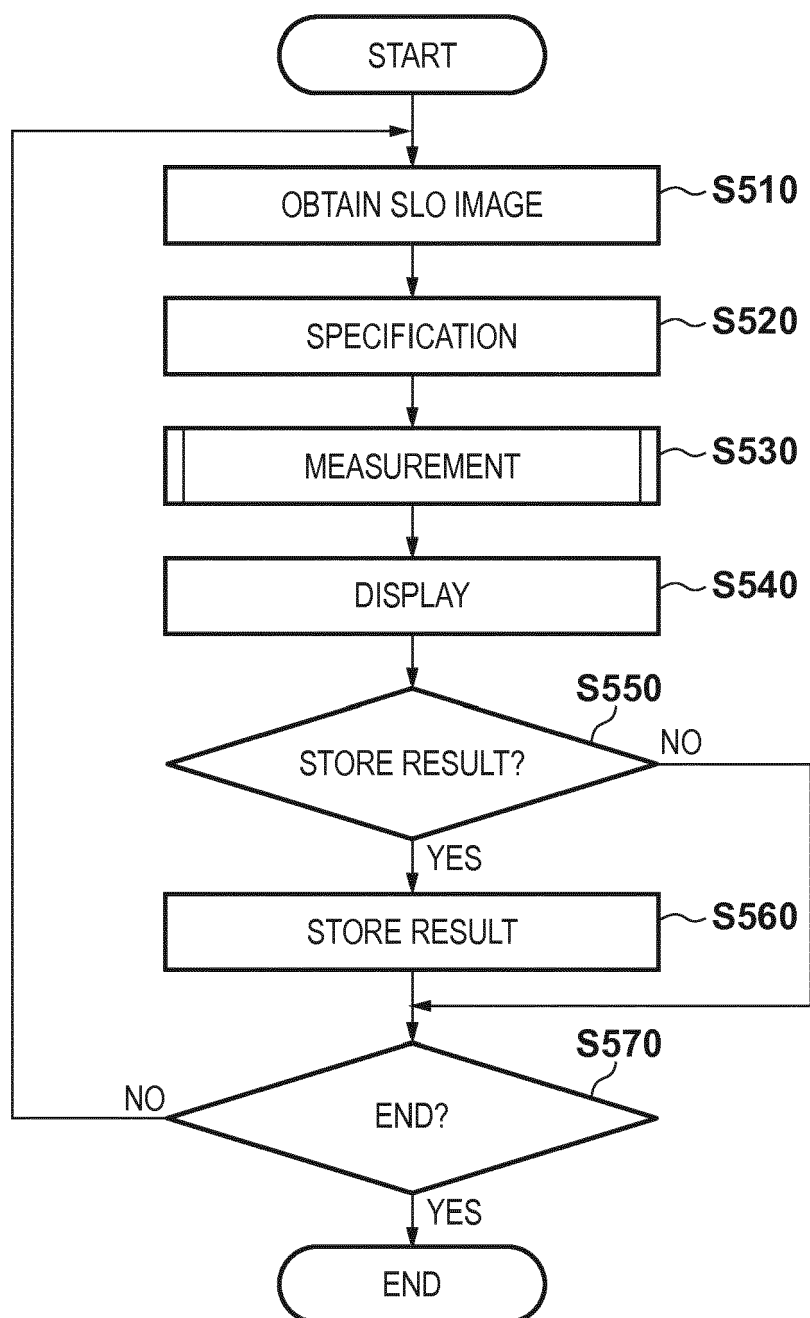 START
OBTAIN SLO IMAGE
S510
SPECIFICATION
S520
MEASUREMENT
S530
DISPLAY
S540
S550
STORE RESULT?
NO
YES
STORE RESULT
S560
S570
NO
END?
YES
END